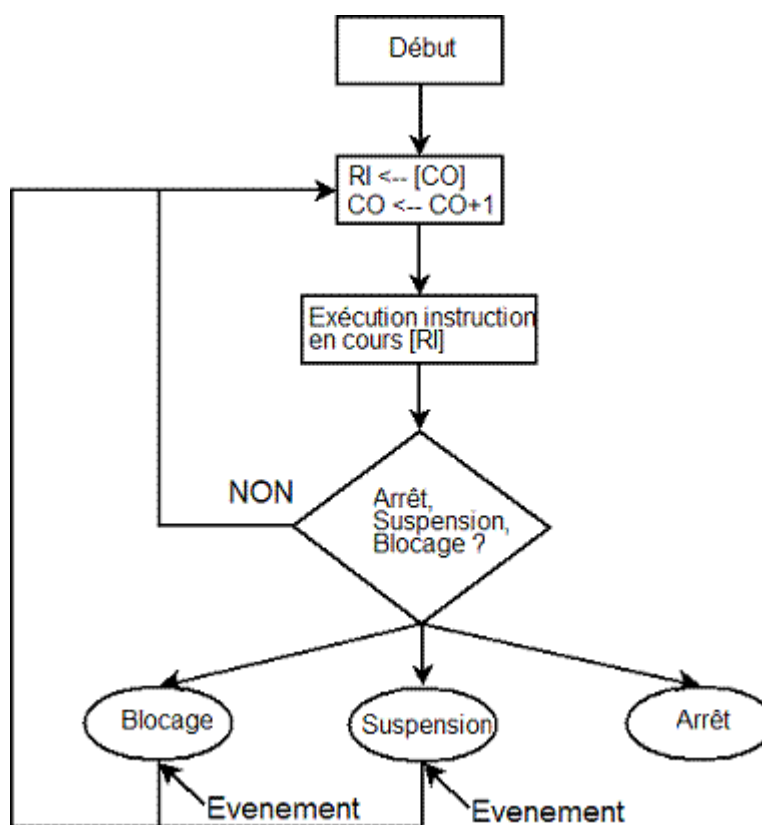 Début
RI <-- [CO]
CO <-- CO+1
Exécution instruction
en cours [RI]
NON
Arrêt,
Suspension,
Blocage ?
Blocage
Suspension
Arrêt
Evenement
Evenement